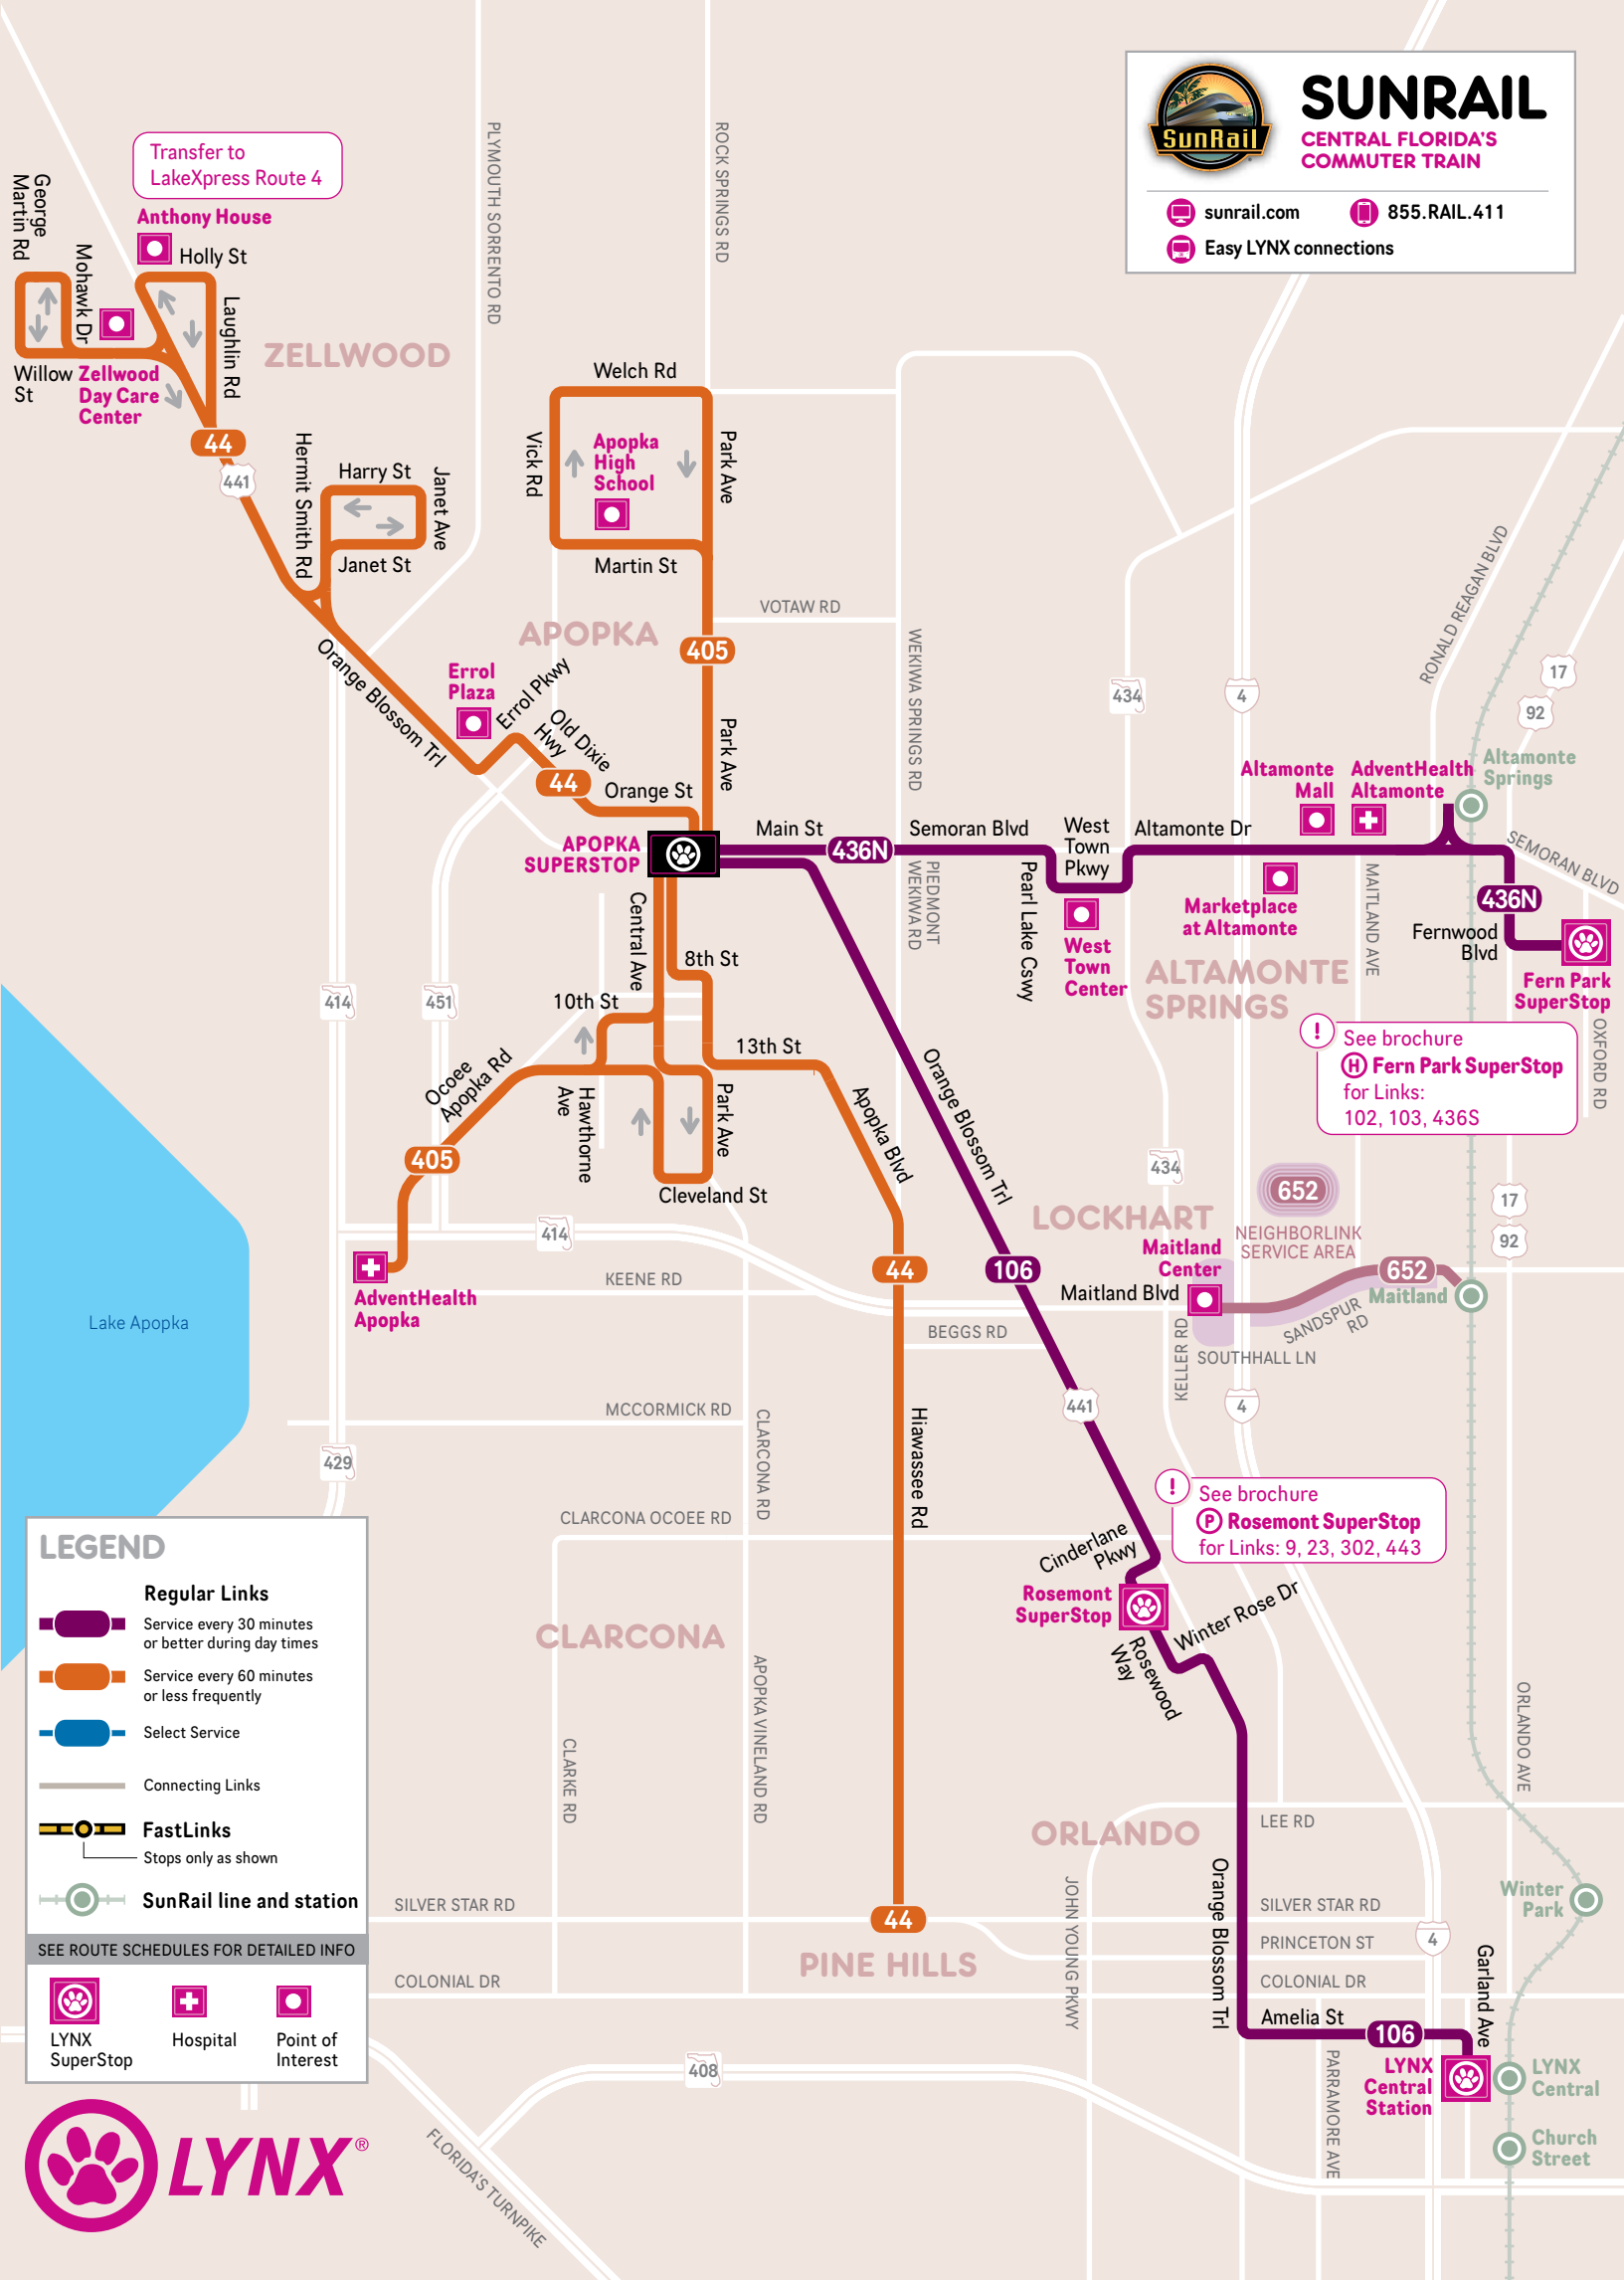 SunRail
SUNRAIL
CENTRAL FLORIDA'S
COMMUTER TRAIN
sunrail.com
855.RAIL.411
Easy LYNX connections
Transfer to
LakeXpress Route 4
Anthony House
Holly St
George
Martin Rd
Mohawk Dr
Laughlin Rd
Willow
St
Zellwood
Day Care
Center
ZELLWOOD
44
441
PLYMOUTH SORRENTO RD
ROCK SPRINGS RD
Hermit Smith Rd
Harry St
Janet Ave
Janet St
Welch Rd
Vick Rd
Apopka
High
School
Park Ave
Martin St
VOTAW RD
APOPKA
405
Orange Blossom Trl
Errol
Plaza
Errol Pkwy
Old Dixie
Hwy
44
Orange St
Park Ave
WEKIWA SPRINGS RD
434
4
RONALD REAGAN BLVD
17
92
Altamonte
Springs
Altamonte
Mall
AdventHealth
Altamonte
APOPKA
SUPERSTOP
Main St
436N
Semoran Blvd
West
Town
Pkwy
Altamonte Dr
SEMORAN BLVD
PIEDMONT
WEKIWA RD
Pearl Lake Cswy
West
Town
Center
Marketplace
at Altamonte
MAITLAND AVE
436N
Fernwood
Blvd
Fern Park
SuperStop
ALTAMONTE
SPRINGS
OXFORD RD
!
See brochure
H Fern Park SuperStop
for Links:
102, 103, 436S
414
451
Central Ave
8th St
10th St
13th St
Ocoee
Apopka Rd
Hawthorne
Ave
Park Ave
Apopka Blvd
Orange Blossom Trl
405
Cleveland St
414
434
652
NEIGHBORLINK
SERVICE AREA
17
92
LOCKHART
Maitland
Center
Maitland Blvd
652
Maitland
SANDSPUR
RD
KELLER RD
SOUTHHALL LN
AdventHealth
Apopka
Lake Apopka
KEENE RD
44
106
BEGGS RD
441
4
MCCORMICK RD
CLARCONA RD
Hiawassee Rd
429
CLARCONA OCOEE RD
!
See brochure
P Rosemont SuperStop
for Links: 9, 23, 302, 443
Cinderlane
Pkwy
Rosemont
SuperStop
Winter Rose Dr
Rosewood
Way
CLARCONA
APOPKA VINELAND RD
CLARKE RD
ORLANDO AVE
ORLANDO
LEE RD
Orange Blossom Trl
JOHN YOUNG PKWY
SILVER STAR RD
44
SILVER STAR RD
Winter
Park
PINE HILLS
PRINCETON ST
4
COLONIAL DR
COLONIAL DR
Garland Ave
Amelia St
106
LYNX
Central
Station
LYNX
Central
PARRAMORE AVE
Church
Street
408
FLORIDA'S TURNPIKE
LEGEND
Regular Links
Service every 30 minutes
or better during day times
Service every 60 minutes
or less frequently
Select Service
Connecting Links
FastLinks
Stops only as shown
SunRail line and station
SEE ROUTE SCHEDULES FOR DETAILED INFO
LYNX
SuperStop
Hospital
Point of
Interest
LYNX®